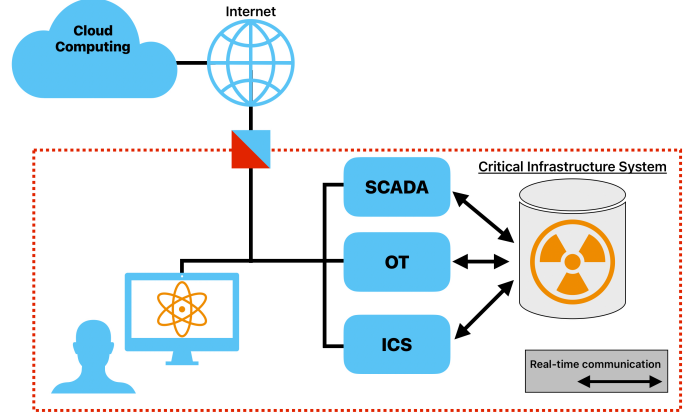 Internet
Cloud
Computing
Critical Infrastructure System
SCADA
OT
ICS
Real-time communication